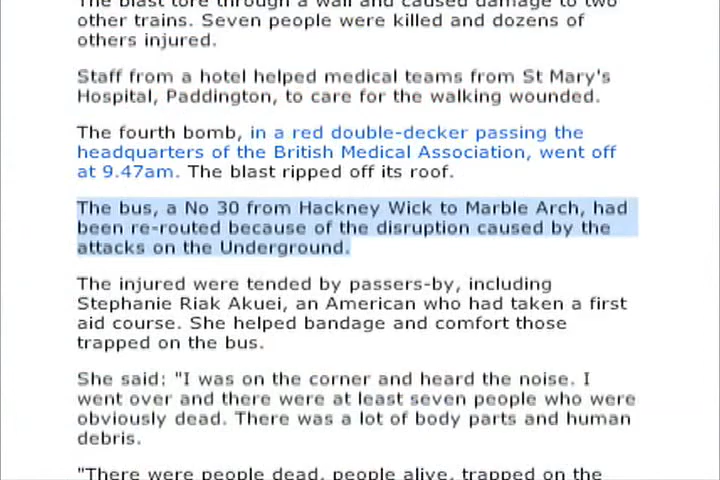 The blast tore through a wall and caused damage to two
other trains. Seven people were killed and dozens of
others injured.
Staff from a hotel helped medical teams from St Mary's
Hospital, Paddington, to care for the walking wounded.
The fourth bomb, in a red double-decker passing the
headquarters of the British Medical Association, went off
at 9.47am. The blast ripped off its roof.
The bus, a No 30 from Hackney Wick to Marble Arch, had
been re-routed because of the disruption caused by the
attacks on the Underground.
The injured were tended by passers-by, including
Stephanie Riak Akuei, an American who had taken a first
aid course. She helped bandage and comfort those
trapped on the bus.
She said: "I was on the corner and heard the noise. I
went over and there were at least seven people who were
obviously dead. There was a lot of body parts and human
debris.
"There were people dead, people alive, trapped on the